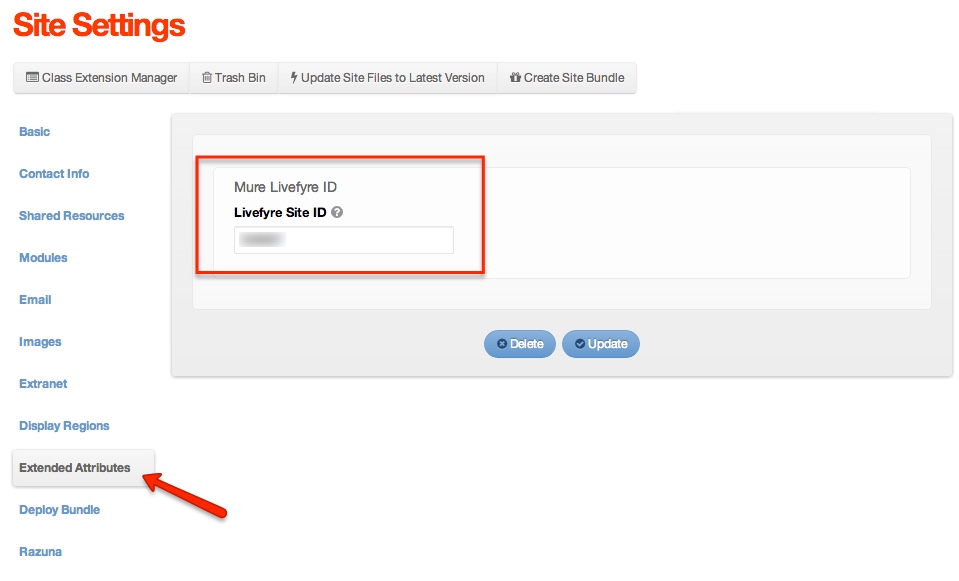 Site Settings
Class Extension Manager Trash Bin Update Site Files to Latest Version Create Site Bundle
Basic
Contact Info
Shared Resources
Modules
Email
Images
Extranet
Display Regions
Extended Attributes
Deploy Bundle
Razuna
Mure Livefyre ID
Livefyre Site ID ?
Delete Update